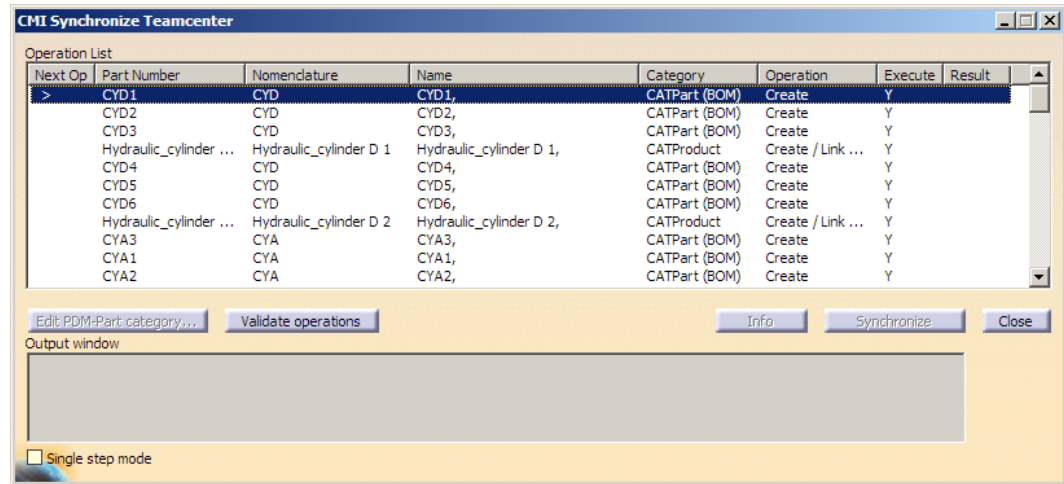 CMI Synchronize Teamcenter
Operation List
Next Op Part Number Nomenclature Name Category Operation Execute Result
> CYD1 CYD CYD1, CATPart (BOM) Create Y
CYD2 CYD CYD2, CATPart (BOM) Create Y
CYD3 CYD CYD3, CATPart (BOM) Create Y
Hydraulic_cylinder ... Hydraulic_cylinder D 1 Hydraulic_cylinder D 1, CATProduct Create / Link ... Y
CYD4 CYD CYD4, CATPart (BOM) Create Y
CYD5 CYD CYD5, CATPart (BOM) Create Y
CYD6 CYD CYD6, CATPart (BOM) Create Y
Hydraulic_cylinder ... Hydraulic_cylinder D 2 Hydraulic_cylinder D 2, CATProduct Create / Link ... Y
CYA3 CYA CYA3, CATPart (BOM) Create Y
CYA1 CYA CYA1, CATPart (BOM) Create Y
CYA2 CYA CYA2, CATPart (BOM) Create Y
Edit PDM-Part category... Validate operations Info Synchronize Close
Output window
Single step mode